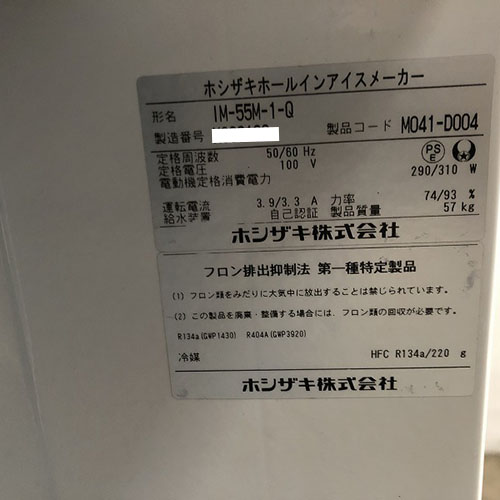 ホシザキホールインアイスメーカー
形名 IM-55M-1-Q
製造番号
製品コード M041-D004
定格周波数 50/60 Hz
定格電圧 100 V
PSE
電動機定格消費電力 290/310 W
運転電流 3.9/3.3 A 力率 74/93 %
給水装置 自己認証 製品質量 57 kg
ホシザキ株式会社
フロン排出抑制法 第一種特定製品
(1) フロン類をみだりに大気中に放出することは禁じられています。
(2) この製品を廃棄・整備する場合には、フロン類の回収が必要です。
R134a(GWP1430) R404A(GWP3920)
冷媒 HFC R134a/220 g
ホシザキ株式会社